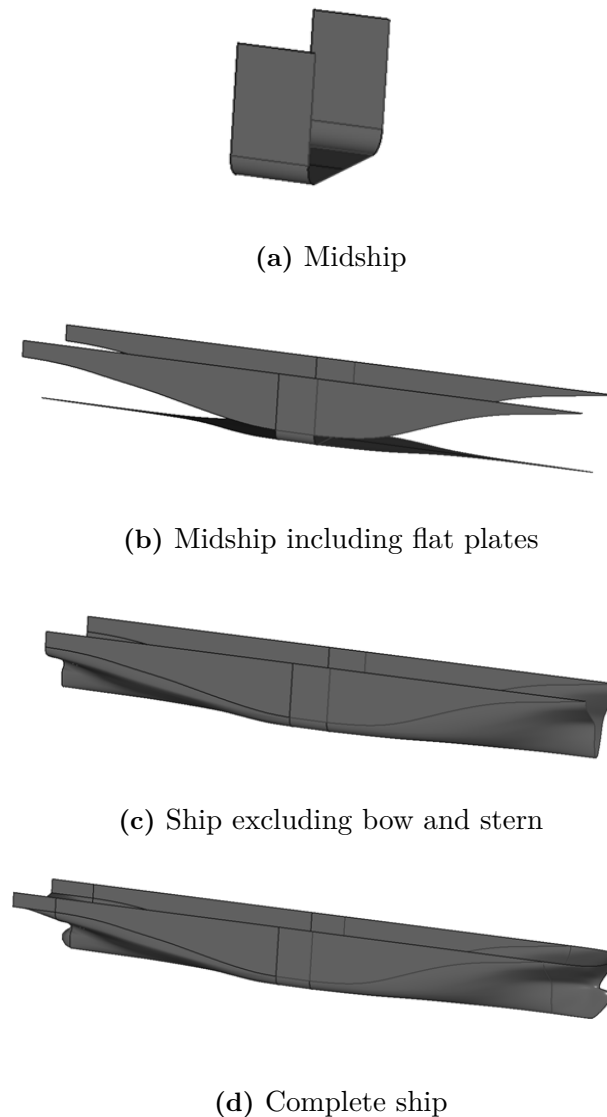 (a) Midship
(b) Midship including flat plates
(c) Ship excluding bow and stern
(d) Complete ship